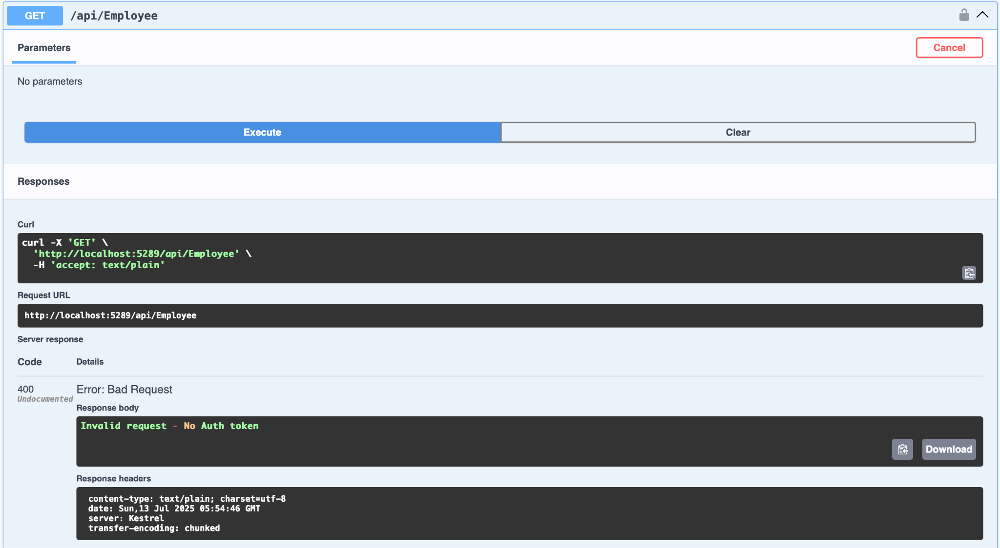 GET /api/Employee
Parameters
Cancel
No parameters
Execute
Clear
Responses
Curl
curl -X 'GET' \
'http://localhost:5289/api/Employee' \
-H 'accept: text/plain'
Request URL
http://localhost:5289/api/Employee
Server response
Code Details
400 Error: Bad Request
Undocumented
Response body
Invalid request - No Auth token
Download
Response headers
content-type: text/plain; charset=utf-8
date: Sun,13 Jul 2025 05:54:46 GMT
server: Kestrel
transfer-encoding: chunked